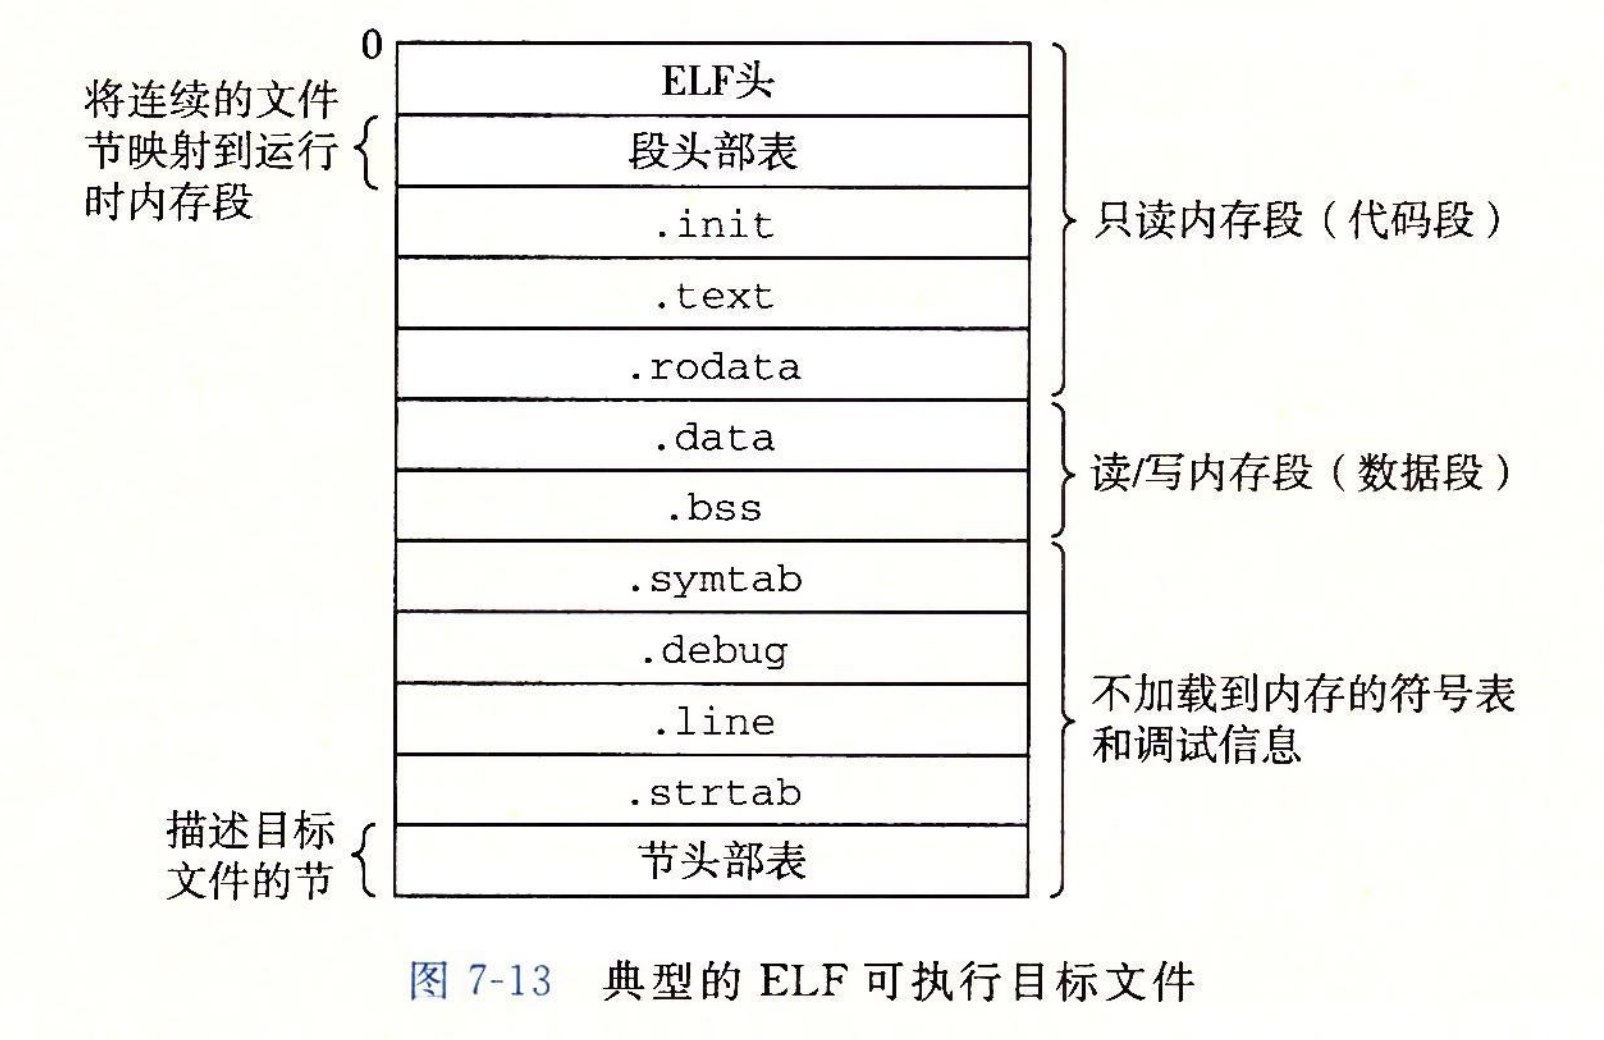 0
ELF头
将连续的文件
节映射到运行
时内存段
段头部表
.init
.text
.rodata
只读内存段（代码段）
.data
.bss
读/写内存段（数据段）
.symtab
.debug
.line
.strtab
不加载到内存的符号表
和调试信息
描述目标
文件的节
节头部表
图 7-13 典型的 ELF 可执行目标文件